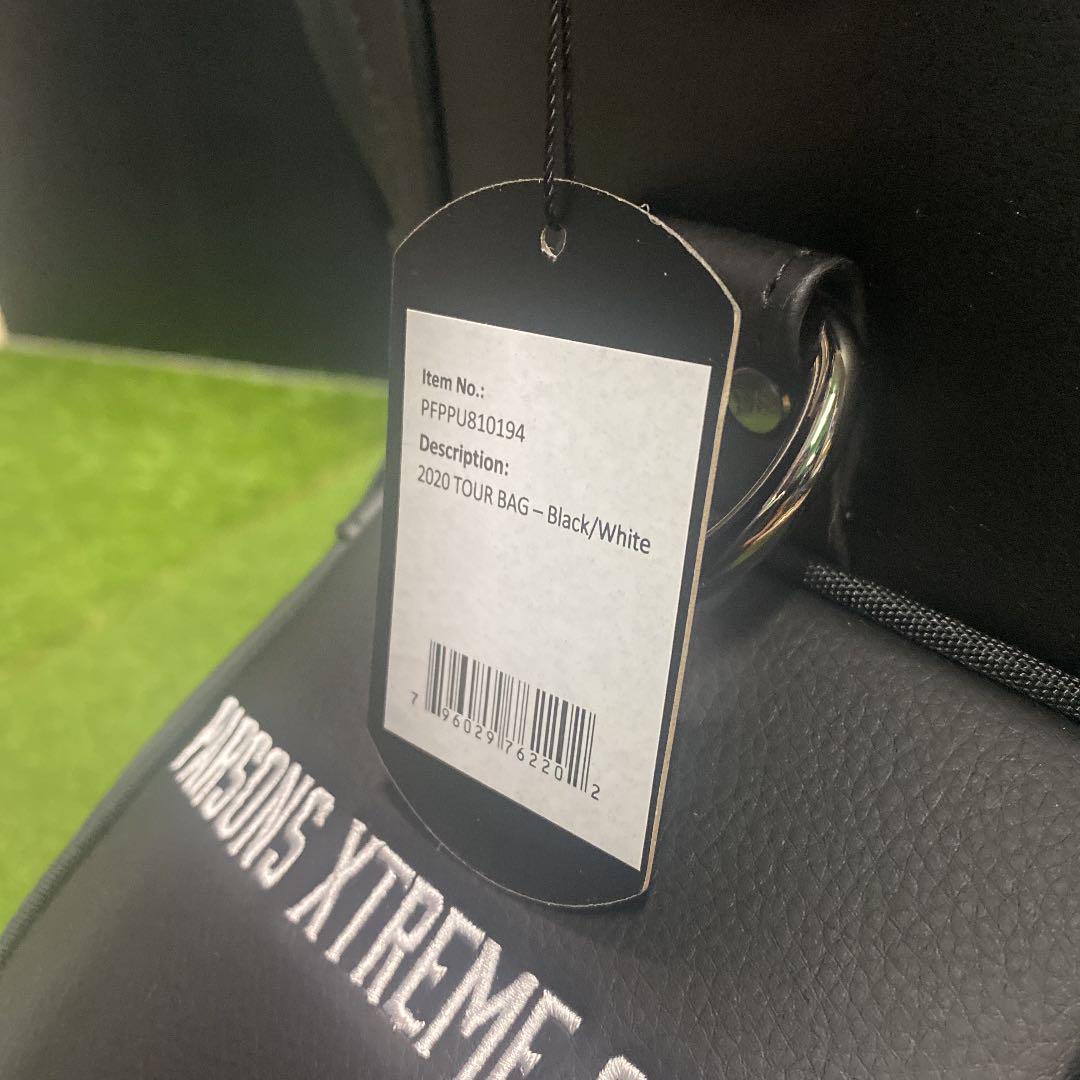 Item No.:
PFPPU810194
Description:
2020 TOUR BAG – Black/White
7 96029 76220 2
PARSONS XTREME